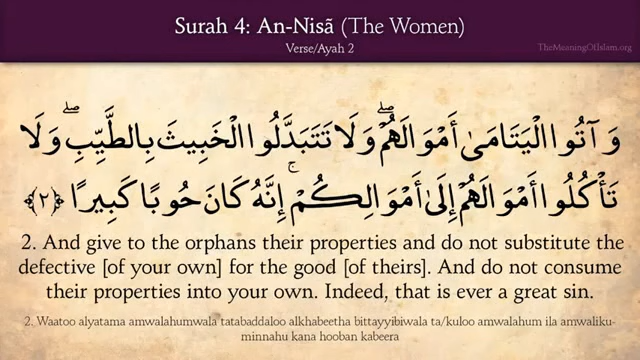 Surah 4: An-Nisã (The Women)
Verse/Ayah 2
TheMeaningOfIslam.org
وَآتُوا الْيَتَامَىٰ أَمْوَالَهُمْ ۖ وَلَا تَتَبَدَّلُوا الْخَبِيثَ بِالطَّيِّبِ ۖ وَلَا
تَأْكُلُوا أَمْوَالَهُمْ إِلَىٰ أَمْوَالِكُمْ ۚ إِنَّهُ كَانَ حُوبًا كَبِيرًا ﴿٢﴾
2. And give to the orphans their properties and do not substitute the
defective [of your own] for the good [of theirs]. And do not consume
their properties into your own. Indeed, that is ever a great sin.
2. Waatoo alyatama amwalahumwala tatabaddaloo alkhabeetha bittayyibiwala ta/kuloo amwalahum ila amwaliku-
minnahu kana hooban kabeera